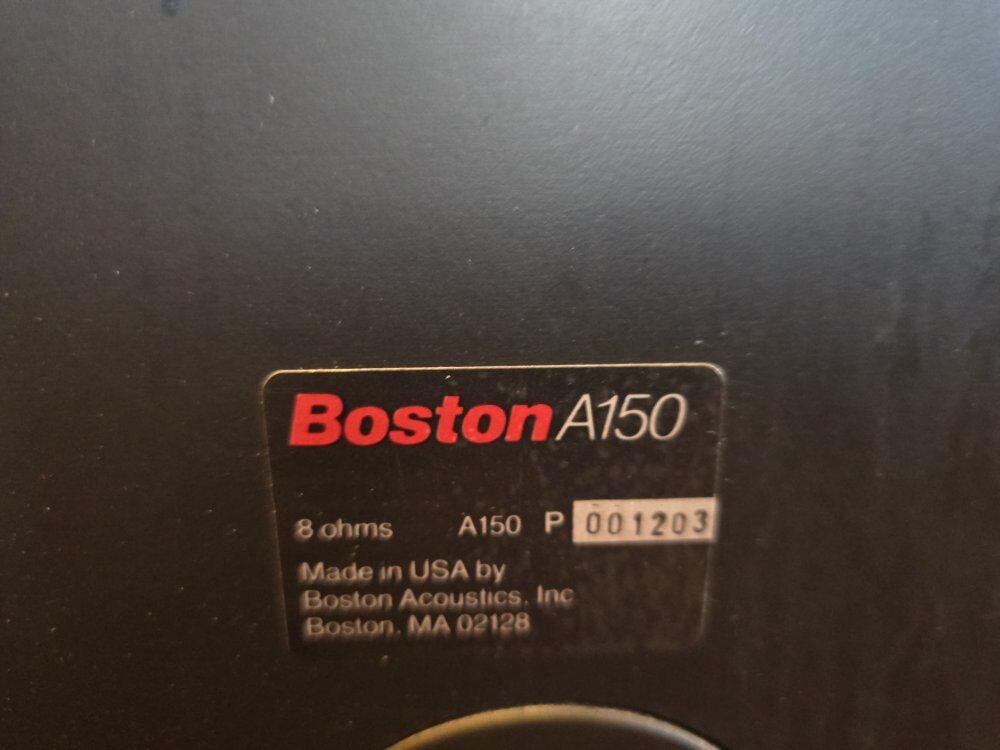 Boston A150
8 ohms A150 P 001203
Made in USA by
Boston Acoustics, Inc
Boston, MA 02128